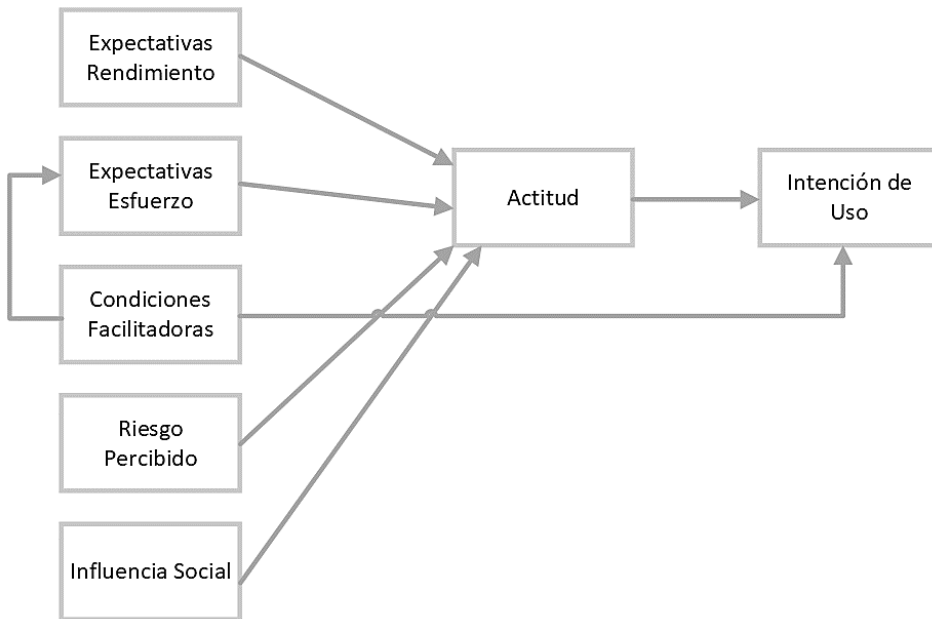 Expectativas
Rendimiento
Expectativas
Esfuerzo
Actitud
Intención de
Uso
Condiciones
Facilitadoras
Riesgo
Percibido
Influencia Social